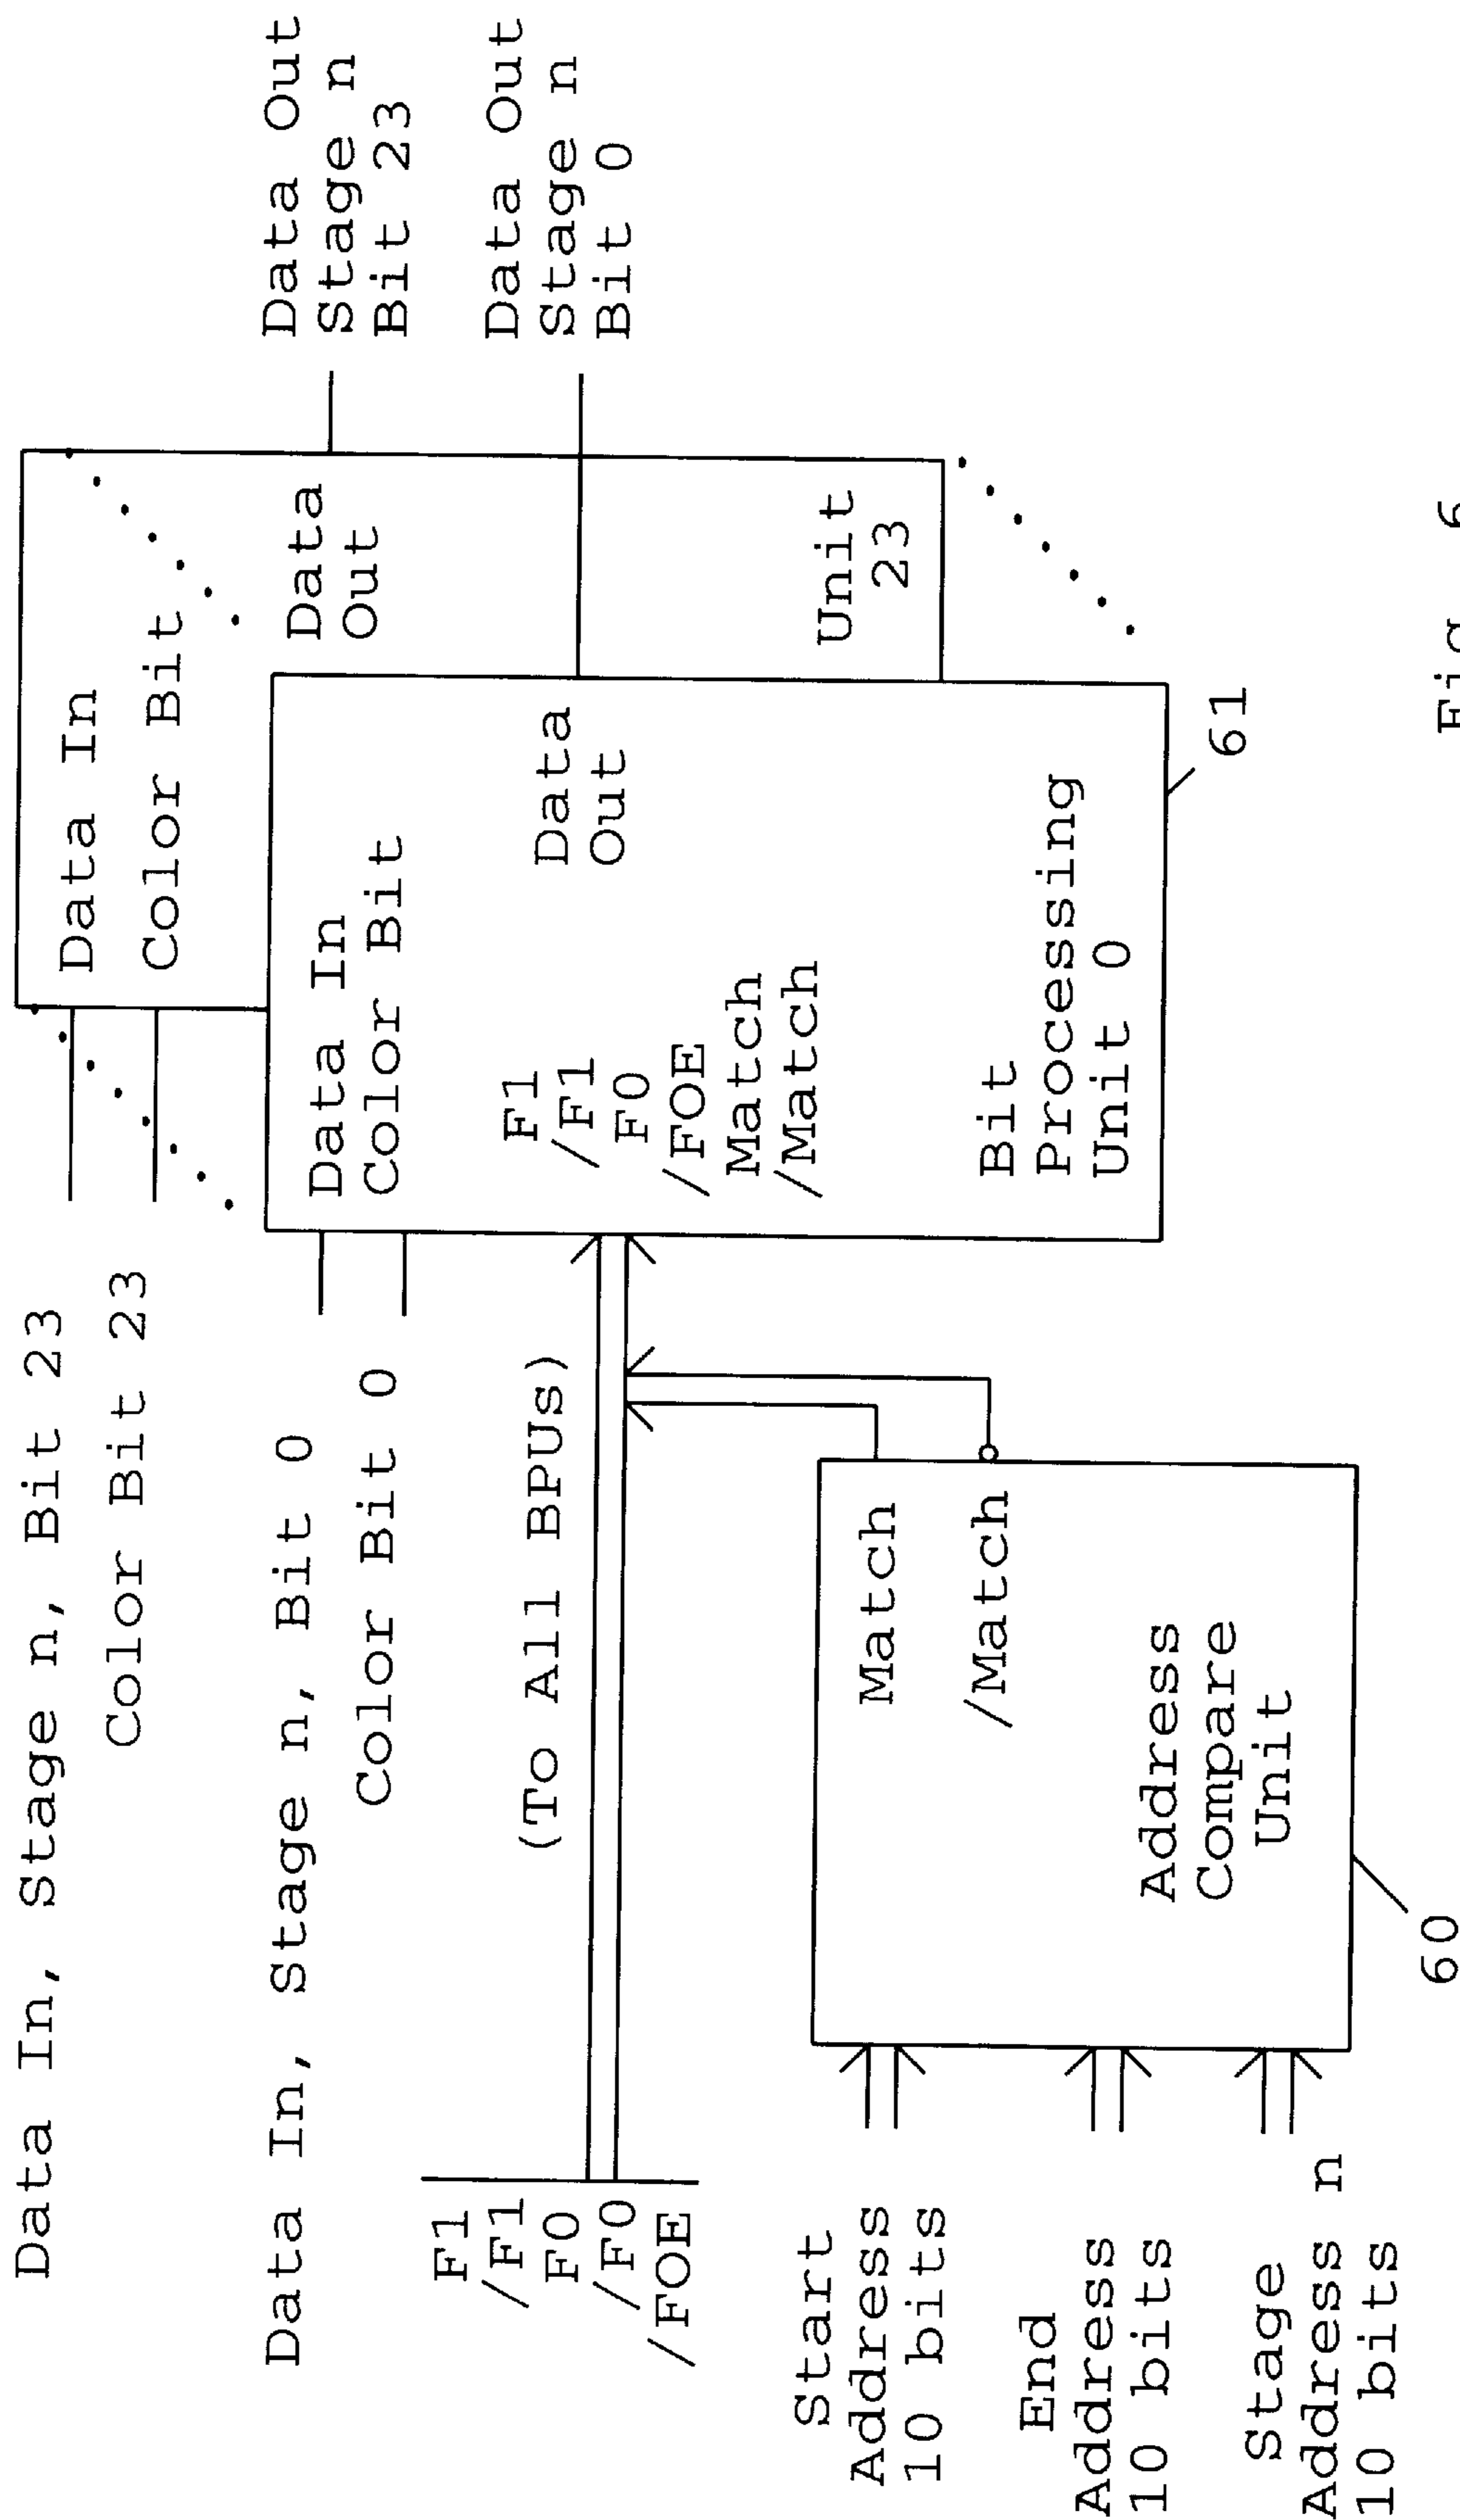 Data In, Stage n, Bit 23
Color Bit 23
Data In, Stage n, Bit 0
Color Bit 0
(To All BPUs)
F1
/F1
F0
/F0
/FOE
Start
Address
10 bits
End
Address
10 bits
Stage
Address n
10 bits
Match
/Match
Address
Compare
Unit
60
Data In
Color Bit
Data
Out
Unit
23
Data In
Color Bit
F1
/F1
F0
/FOE
Match
/Match
Data
Out
Bit
Processing
Unit 0
61
Data Out
Stage n
Bit 23
Data Out
Stage n
Bit 0
Fig. 6